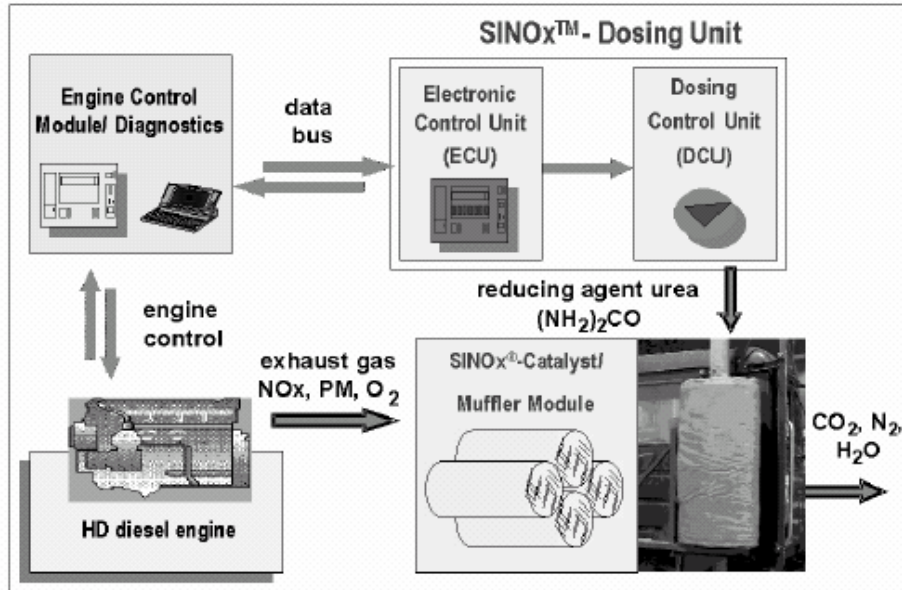 SINOx™ - Dosing Unit
Engine Control
Module/ Diagnostics
data
bus
Electronic
Control Unit
(ECU)
Dosing
Control Unit
(DCU)
reducing agent urea
(NH₂)₂CO
engine
control
exhaust gas
NOx, PM, O₂
SINOx®-Catalyst/
Muffler Module
CO₂, N₂,
H₂O
HD diesel engine